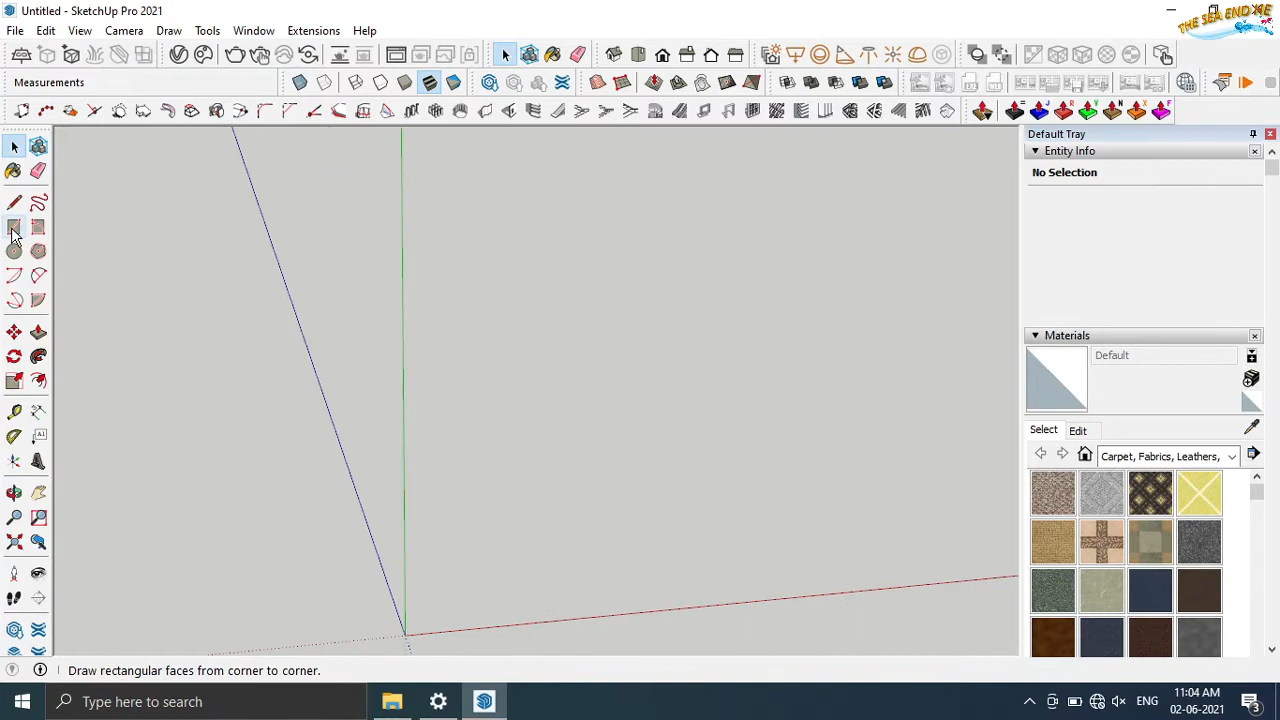 Untitled - SketchUp Pro 2021
THE SEA END ME
File Edit View Camera Draw Tools Window Extensions Help
Measurements
Default Tray
Entity Info
No Selection
Materials
Default
Select Edit
Carpet, Fabrics, Leathers,
Draw rectangular faces from corner to corner.
Type here to search
ENG
11:04 AM
02-06-2021
3